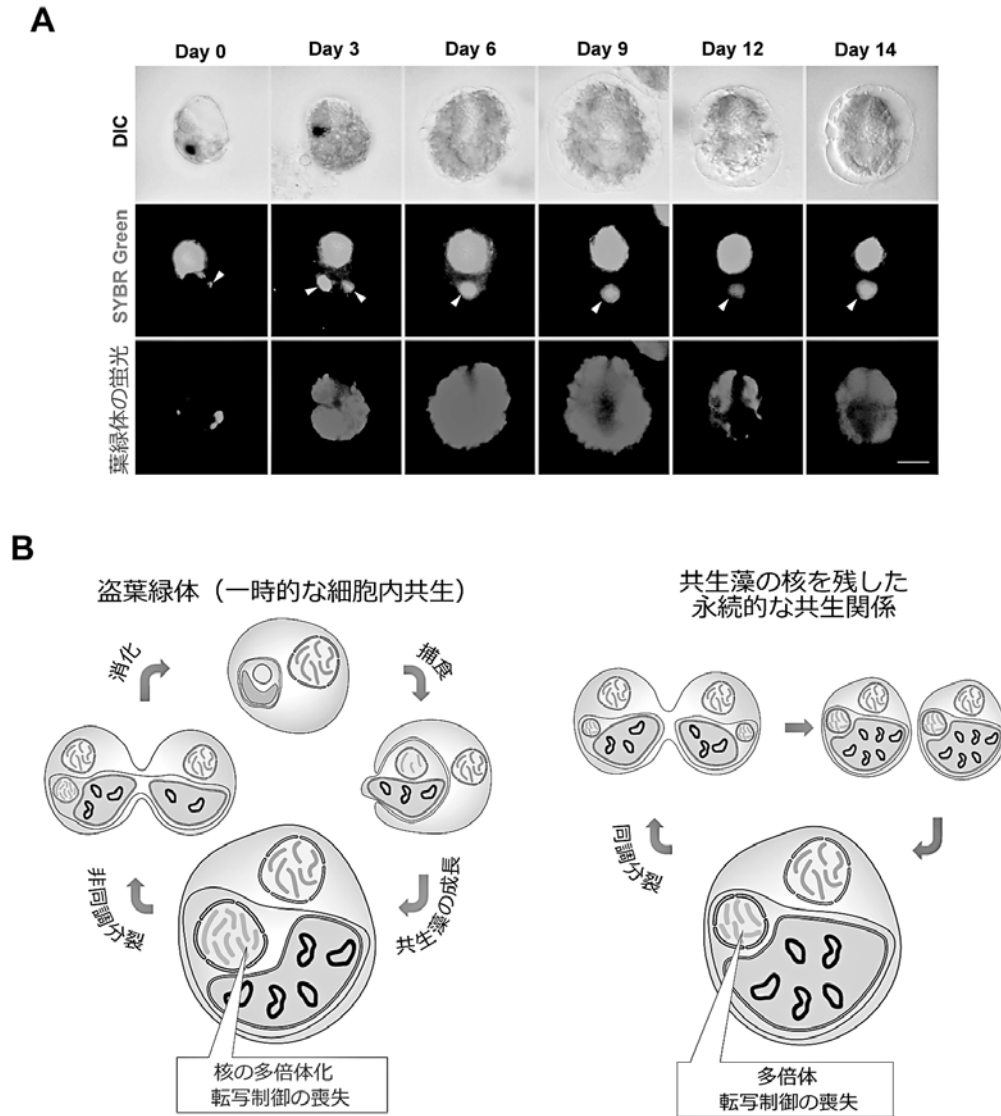 A
Day 0 Day 3 Day 6 Day 9 Day 12 Day 14
DIC
SYBR Green
葉緑体の蛍光
B
盗葉緑体(一時的な細胞内共生)
消化
捕食
共生藻の成長
非同調分裂
核の多倍体化
転写制御の喪失
共生藻の核を残した
永続的な共生関係
同調分裂
多倍体
転写制御の喪失